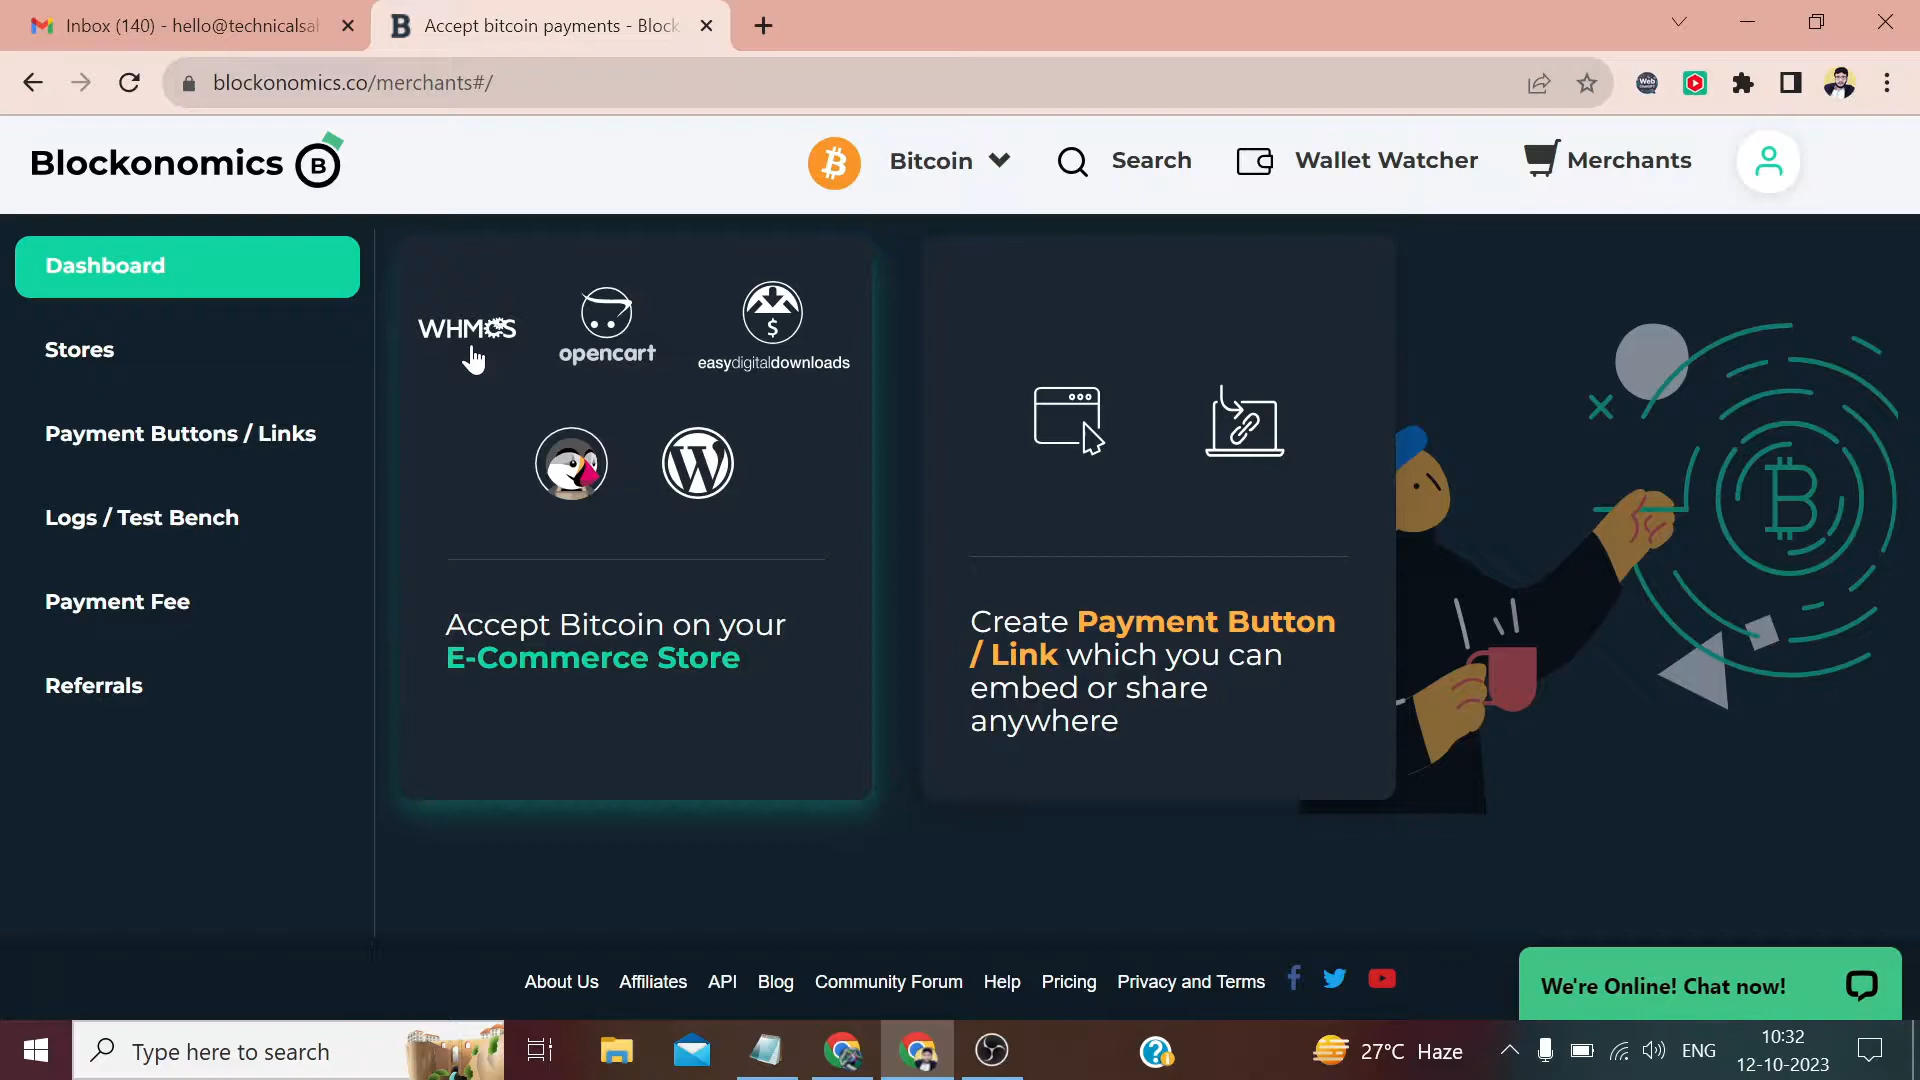 Inbox (140) - hello@technicalsal
Accept bitcoin payments - Block
blockonomics.co/merchants#/
Blockonomics B
Bitcoin
Search
Wallet Watcher
Merchants
Dashboard
Stores
Payment Buttons / Links
Logs / Test Bench
Payment Fee
Referrals
WHMCS
opencart
easydigitaldownloads
Accept Bitcoin on your
E-Commerce Store
Create Payment Button
/ Link which you can
embed or share
anywhere
About Us
Affiliates
API
Blog
Community Forum
Help
Pricing
Privacy and Terms
We're Online! Chat now!
Type here to search
27°C Haze
ENG
10:32
12-10-2023